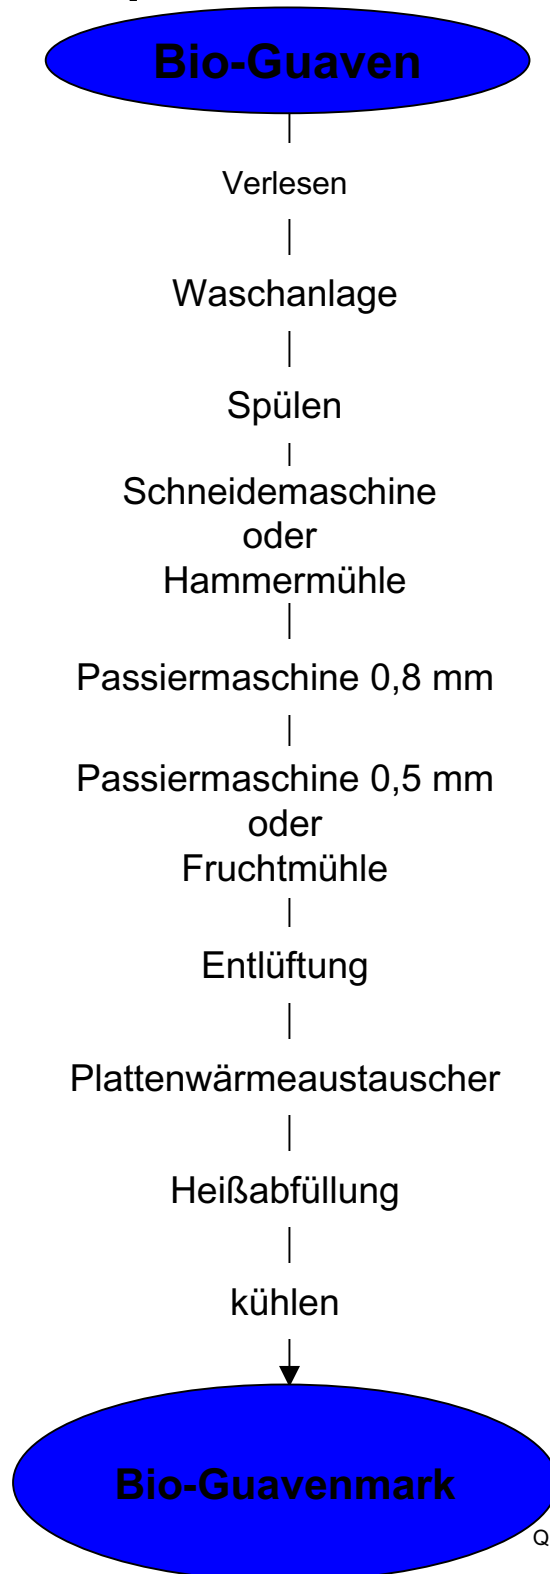 Bio-Guaven
Verlesen
Waschanlage
Spülen
Schneidemaschine
oder
Hammermühle
Passiermaschine 0,8 mm
Passiermaschine 0,5 mm
oder
Fruchtmühle
Entlüftung
Plattenwärmeaustauscher
Heißabfüllung
kühlen
Bio-Guavenmark
Q